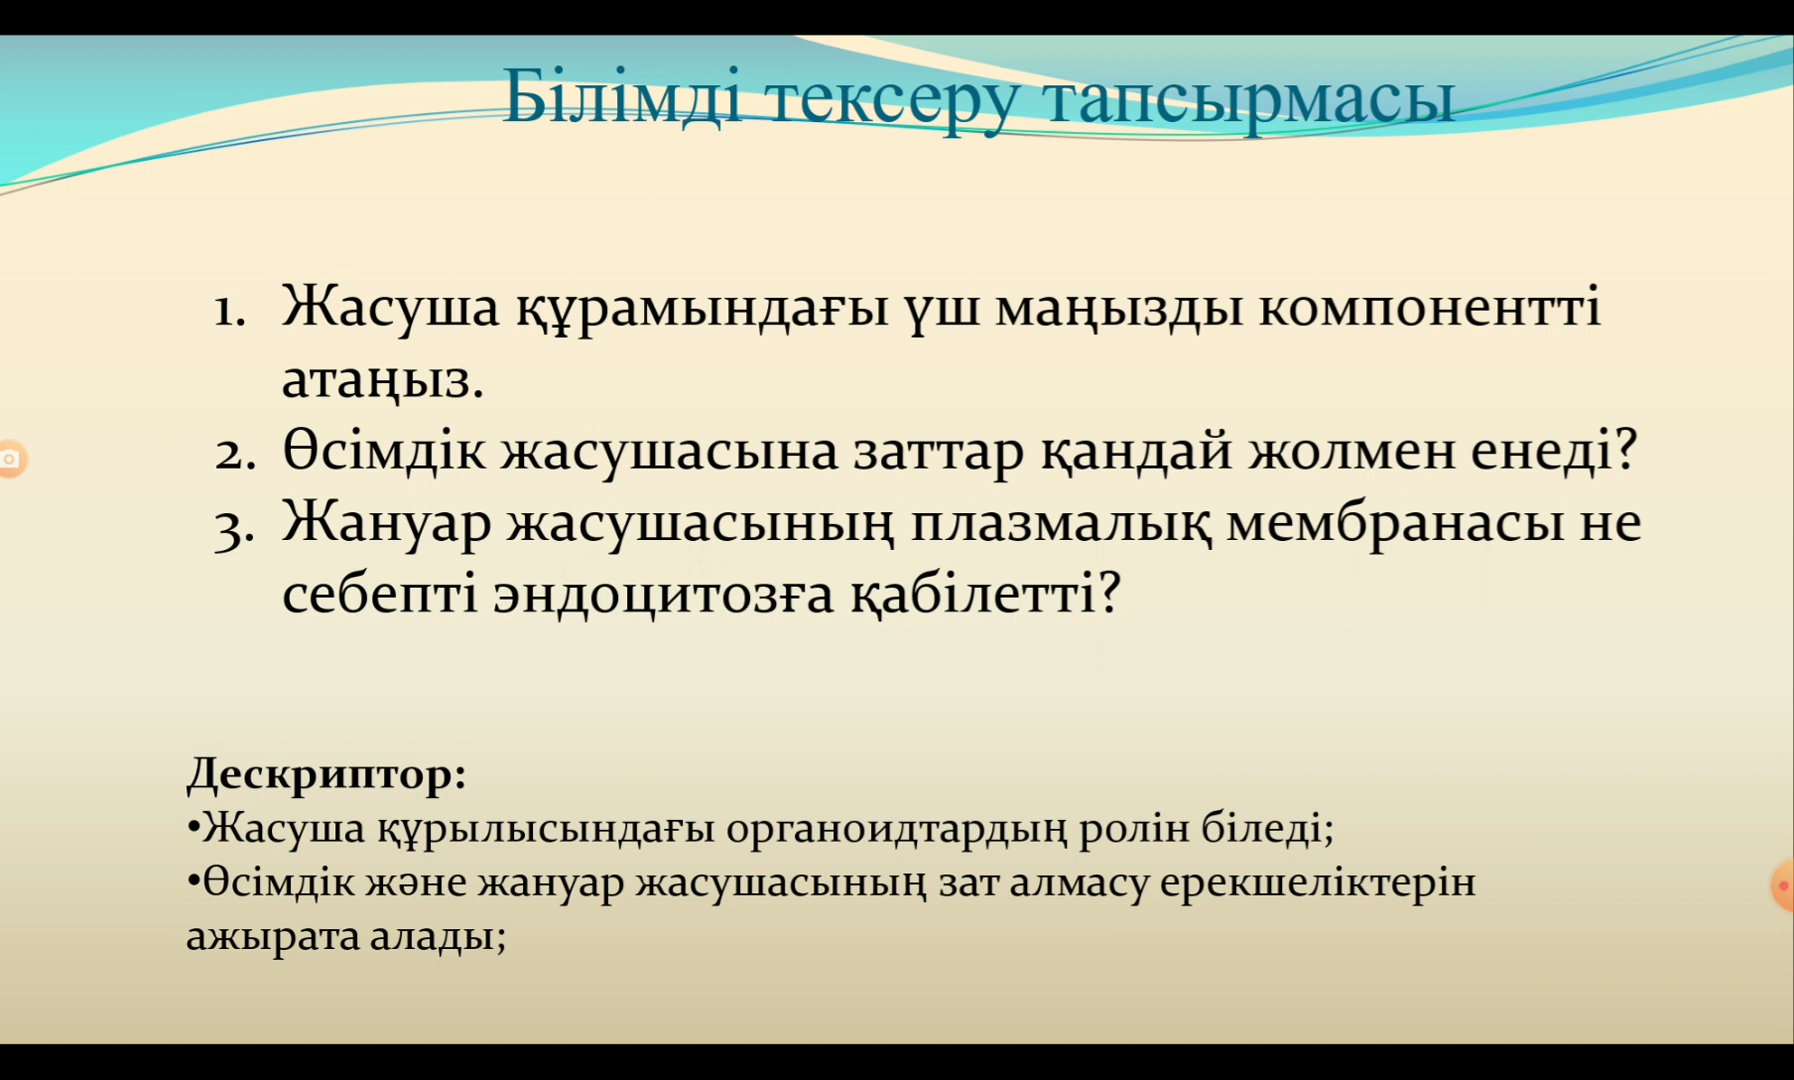 Білімді тексеру тапсырмасы
1. Жасуша құрамындағы үш маңызды компонентті
атаңыз.
2. Өсімдік жасушасына заттар қандай жолмен енеді?
3. Жануар жасушасының плазмалық мембранасы не
себепті эндоцитозға қабілетті?
Дескриптор:
•Жасуша құрылысындағы органоидтардың ролін біледі;
•Өсімдік және жануар жасушасының зат алмасу ерекшеліктерін
ажырата алады;